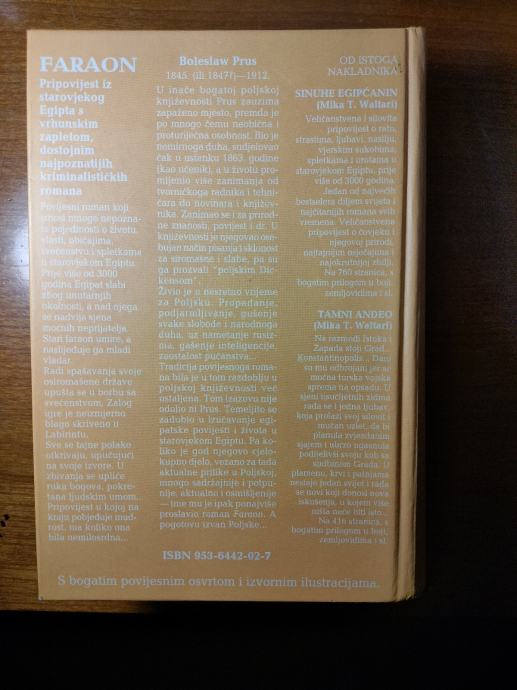 FARAON
Pripovijest iz
starovjekog
Egipta s
vrhunskim
zapletom,
dostojnim
najpoznatijih
kriminalističkih
romana
Povijesni roman koji
iznosi mnoge nepozna-
te pojedinosti o životu,
vlasti, običajima,
svećenstvu i spletkama
u starovjekom Egiptu.
Prije više od 3000
godina Egipat slabi
zbog unutarnjih
okolnosti, a nad njega
se nadvija sjena
moćnih neprijatelja.
Stari faraon umire, a
nasljeđuje ga mladi
vladar.
Radi spašavanja svoje
osiromašene države
upušta se u borbu sa
svećenstvom. Zalog
igre je neizmjerno
blago skriveno u
Labirintu.
Sve se tajne polako
otkrivaju, upućujući
na svoje izvore. U
zbivanja se upliće
ruka bogova, pokre-
tana ljudskim umom...
Pripovijest u kojoj na
kraju pobjeđuje mud-
rost, ma koliko ona
bila nemilosrdna...
Boleslaw Prus
1845. (ili 1847?)—1912.
U inače bogatoj poljskoj
književnosti Prus zauzima
zapaženo mjesto, premda je
po mnogo čemu neobična i
proturječna osobnost. Bio je
nemirnoga duha, sudjelovao
čak u ustanku 1863. godine
(kao učenik), a u životu pro-
mijenio više zanimanja od
tvorničkoga radnika i tehni-
čara do novinara i književ-
nika. Zanimao se i za prirod-
ne znanosti, povijest i dr. U
književnosti je njegovao ose-
bujan način pisanja i sklonost
za siromašne i slabe, pa su
ga prozvali "poljskim Dic-
kensom"...
Živio je u nesretno vrijeme
za Poljsku. Propadanje,
podjarmljivanje, gušenje
svake slobode i narodnoga
duha, uz nametanje rusiz-
ma, gašenje inteligencije,
zaostalost pučanstva...
Tradicija povijesnoga roma-
na bila je u tom razdoblju u
poljskoj književnosti već
ustaljena. Tom izazovu nije
odolio ni Prus. Temeljito se
zadubio u izučavanje egi-
patske povijesti i života u
starovjekom Egiptu. Pa ko-
liko je god njegovo cjelo-
kupno djelo, vezano za tada
aktualne prilike u Poljskoj,
mnogo sadržajnije i potpu-
nije, aktualno i osmišljenije
— ime mu je ipak ponajviše
proslavio roman Faraon. A
pogotovu izvan Poljske...
OD ISTOGA
NAKLADNIKA
SINUHE EGIPĆANIN
(Mika T. Waltari)
Veličanstvena i silovita
pripovijest o ratu,
strastima, ljubavi, nasilju,
vjerskim sukobima,
spletkama i urotama u
starovjekom Egiptu, prije
više od 3000 godina.
Jedan od najvećih
bestselera diljem svijeta i
najčitanijih romana svih
vremena. Veličanstvena
pripovijest o čovjeku i
njegovoj prirodi,
najtajnijim osjećajima i
najokrutnijoj zbilji.
Na 760 stranica, s
bogatim prilogom u boji,
zemljovidima i sl.
TAMNI ANĐEO
(Mika T. Waltari)
Na razmeđi Istoka i
Zapada stoji Grad...
Konstantinopolis... Dani
su mu odbrojani jer se
moćna turska vojska
sprema na opsadu. U
sjeni isusijetnih zidina
rađa se i jedna ljubav,
koja prolazi svoj silovit i
mučan uzlet, da bi
planula zvjezdanim
sjajem i ubrzo ugasnula
podijelivši svoju kob sa
sudbinom Grada. U
plamenu, krvi i patnjama
nestaje jedan svijet i rađa
se novi koji donosi nova
iskušenja, u kojem više
ništa neće biti isto...
Na 416 stranica, s
bogatim prilogom u boji,
zemljovidima i sl.
ISBN 953-6442-02-7
S bogatim povijesnim osvrtom i izvornim ilustracijama.